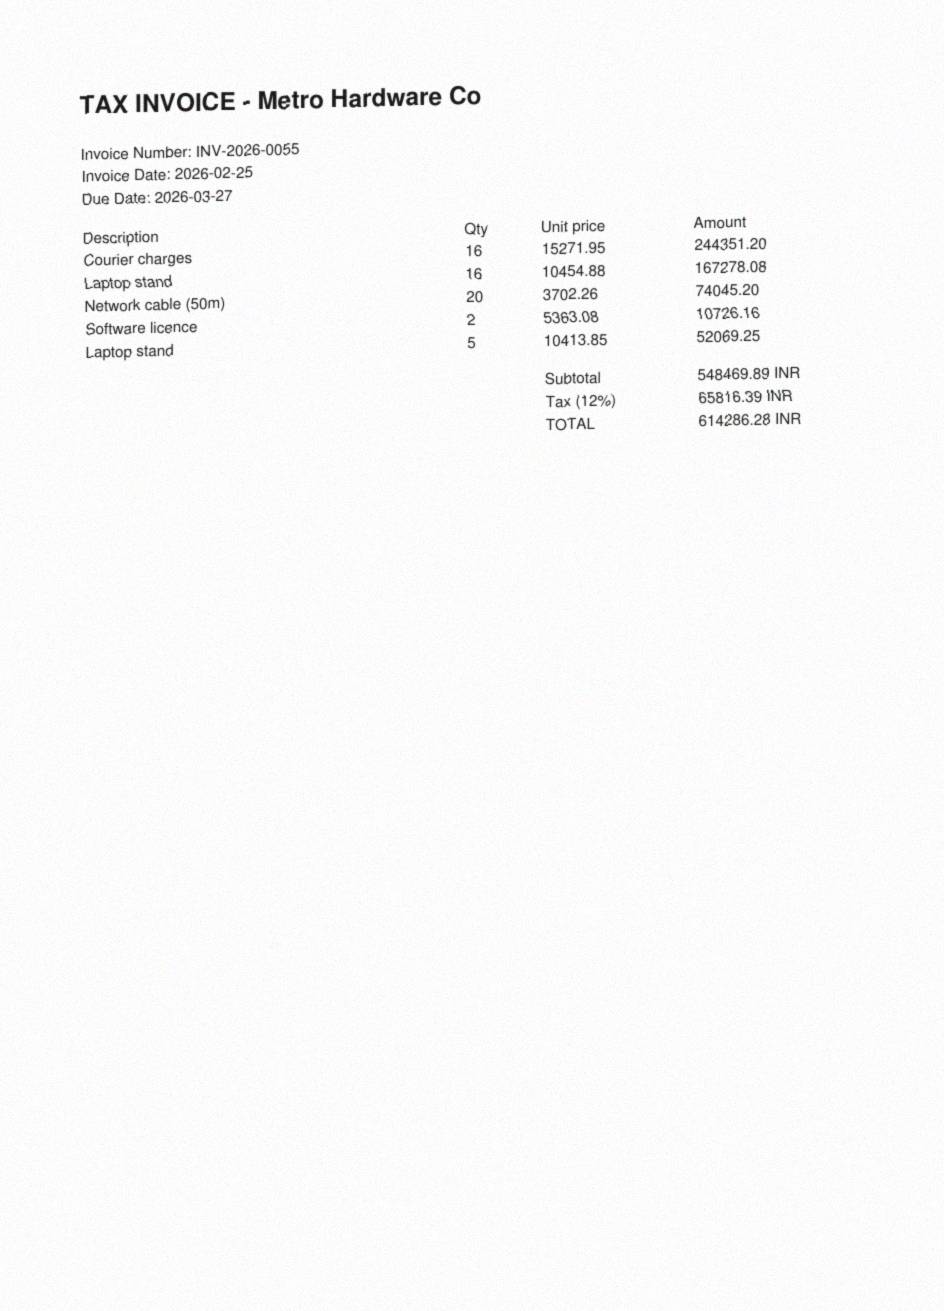 TAX INVOICE - Metro Hardware Co
Invoice Number: INV-2026-0055
Invoice Date: 2026-02-25
Due Date: 2026-03-27
Description Qty Unit price Amount
Courier charges 16 15271.95 244351.20
Laptop stand 16 10454.88 167278.08
Network cable (50m) 20 3702.26 74045.20
Software licence 2 5363.08 10726.16
Laptop stand 5 10413.85 52069.25
Subtotal 548469.89 INR
Tax (12%) 65816.39 INR
TOTAL 614286.28 INR